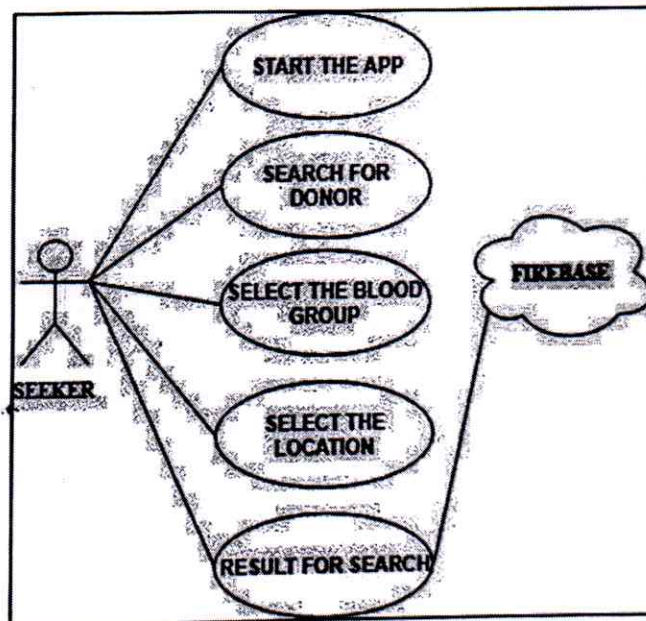 START THE APP
SEARCH FOR
DONOR
SELECT THE BLOOD
GROUP
FIREBASE
SEEKER
SELECT THE
LOCATION
RESULT FOR SEARCH